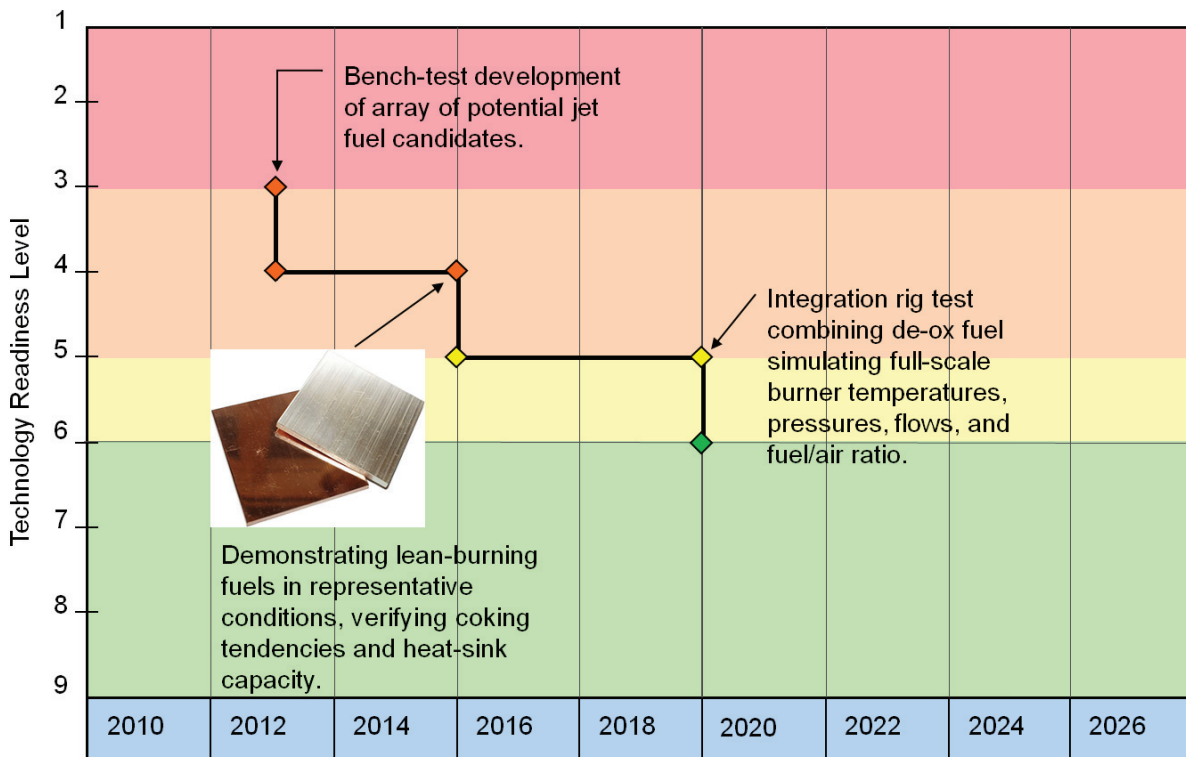 Technology Readiness Level
1
2
3
4
5
6
7
8
9
Bench-test development
of array of potential jet
fuel candidates.
Integration rig test
combining de-ox fuel
simulating full-scale
burner temperatures,
pressures, flows, and
fuel/air ratio.
Demonstrating lean-burning
fuels in representative
conditions, verifying coking
tendencies and heat-sink
capacity.
2010 2012 2014 2016 2018 2020 2022 2024 2026